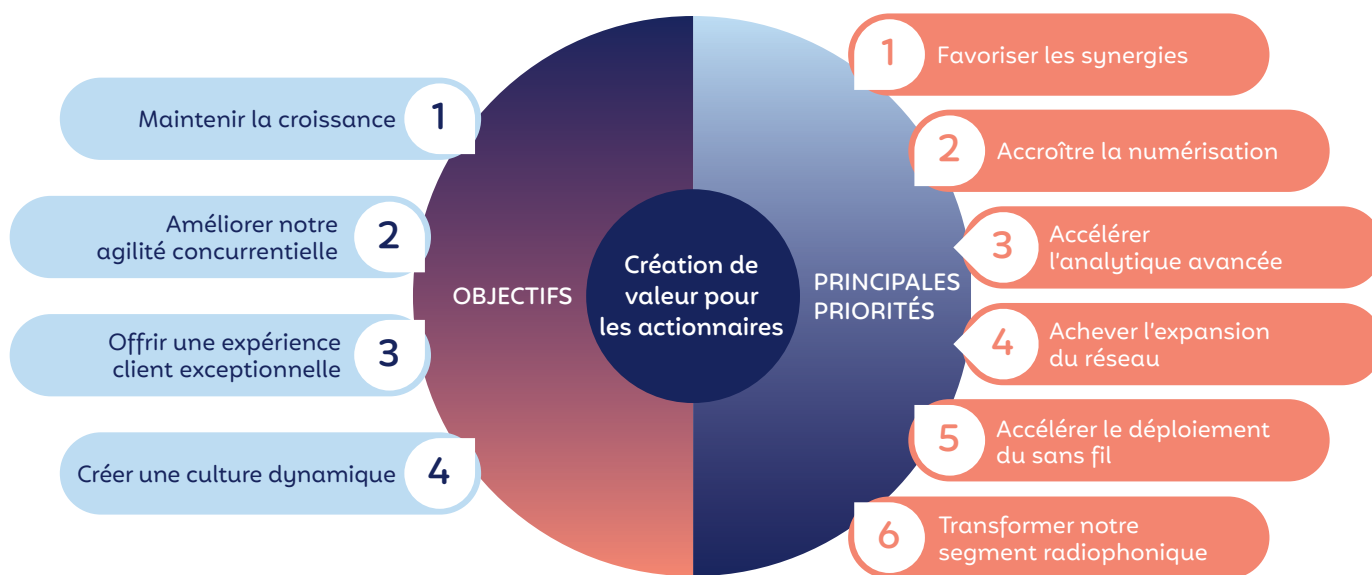 Maintenir la croissance 1
Améliorer notre
agilité concurrentielle 2
Offrir une expérience
client exceptionnelle 3
Créer une culture dynamique 4
OBJECTIFS
Création de
valeur pour
les actionnaires
PRINCIPALES
PRIORITÉS
1 Favoriser les synergies
2 Accroître la numérisation
3 Accélérer
l'analytique avancée
4 Achever l'expansion
du réseau
5 Accélérer le déploiement
du sans fil
6 Transformer notre
segment radiophonique